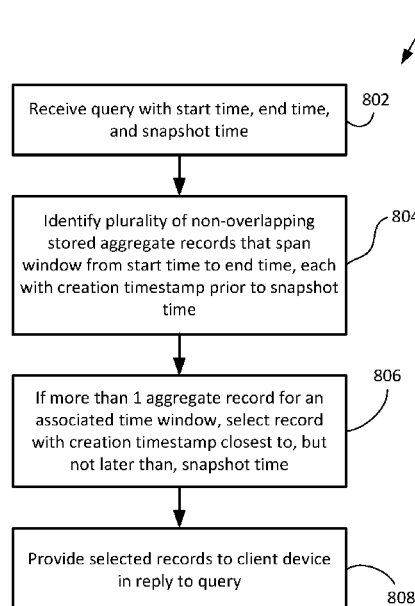 Receive query with start time, end time,
and snapshot time
802
Identify plurality of non-overlapping
stored aggregate records that span
window from start time to end time, each
with creation timestamp prior to snapshot
time
804
If more than 1 aggregate record for an
associated time window, select record
with creation timestamp closest to, but
not later than, snapshot time
806
Provide selected records to client device
in reply to query
808